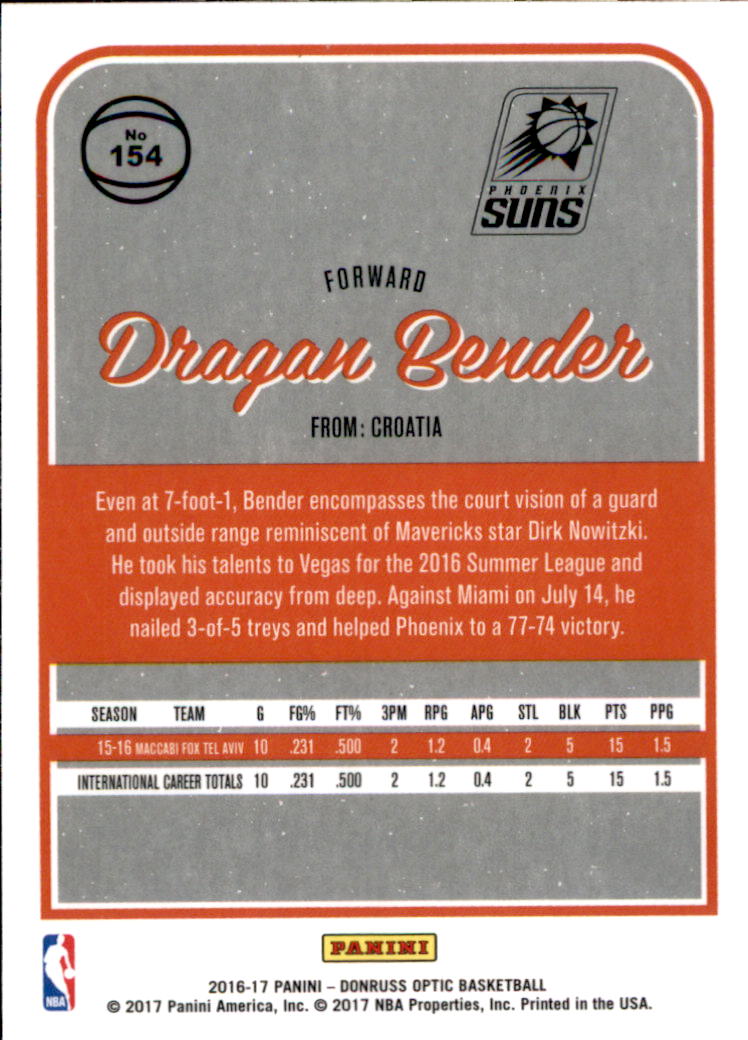 No
154
PHOENIX
SUNS
FORWARD
Dragan Bender
FROM: CROATIA
Even at 7-foot-1, Bender encompasses the court vision of a guard
and outside range reminiscent of Mavericks star Dirk Nowitzki.
He took his talents to Vegas for the 2016 Summer League and
displayed accuracy from deep. Against Miami on July 14, he
nailed 3-of-5 treys and helped Phoenix to a 77-74 victory.
SEASON TEAM G FG% FT% 3PM RPG APG STL BLK PTS PPG
15-16 MACCABI FOX TEL AVIV 10 .231 .500 2 1.2 0.4 2 5 15 1.5
INTERNATIONAL CAREER TOTALS 10 .231 .500 2 1.2 0.4 2 5 15 1.5
PANINI
NBA
2016-17 PANINI – DONRUSS OPTIC BASKETBALL
© 2017 Panini America, Inc. © 2017 NBA Properties, Inc. Printed in the USA.